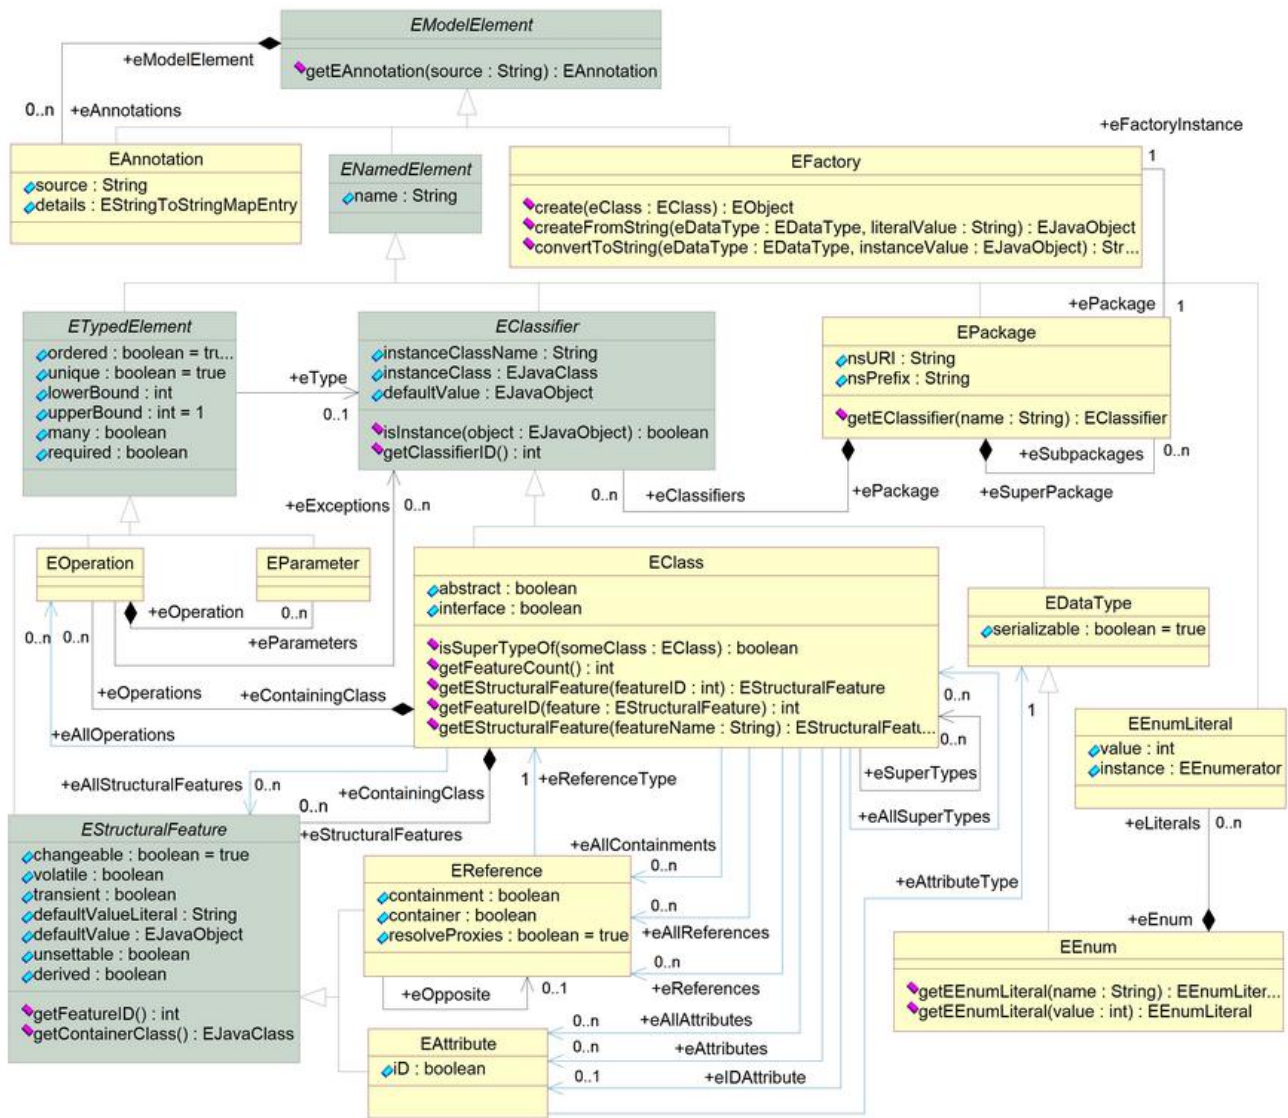 EModelElement
getEAnnotation(source : String) : EAnnotation
+eModelElement
0..n
+eAnnotations
EAnnotation
source : String
details : EStringToStringMapEntry
ENamedElement
name : String
+eFactoryInstance
1
EFactory
create(eClass : EClass) : EObject
createFromString(eDataType : EDataType, literalValue : String) : EJavaObject
convertToString(eDataType : EDataType, instanceValue : EJavaObject) : Str...
+ePackage
1
ETypedElement
ordered : boolean = tru...
unique : boolean = true
lowerBound : int
upperBound : int = 1
many : boolean
required : boolean
+eType
0..1
EClassifier
instanceClassName : String
instanceClass : EJavaClass
defaultValue : EJavaObject
isInstance(object : EJavaObject) : boolean
getClassifierID() : int
EPackage
nsURI : String
nsPrefix : String
getEClassifier(name : String) : EClassifier
+eSubpackages
0..n
+eSuperPackage
+eExceptions
0..n
0..n
+eClassifiers
+ePackage
EOperation
EParameter
+eOperation
0..n
+eParameters
0..n
0..n
+eOperations
+eContainingClass
+eAllOperations
EClass
abstract : boolean
interface : boolean
isSuperTypeOf(someClass : EClass) : boolean
getFeatureCount() : int
getEStructuralFeature(featureID : int) : EStructuralFeature
getFeatureID(feature : EStructuralFeature) : int
getEStructuralFeature(featureName : String) : EStructuralFeatu...
EDataType
serializable : boolean = true
0..n
0..n
+eSuperTypes
+eAllSuperTypes
1
EEnumLiteral
value : int
instance : EEnumerator
+eLiterals
0..n
+eEnum
+eAllStructuralFeatures
0..n
+eContainingClass
0..n
+eStructuralFeatures
1
+eReferenceType
EStructuralFeature
changeable : boolean = true
volatile : boolean
transient : boolean
defaultValueLiteral : String
defaultValue : EJavaObject
unsettable : boolean
derived : boolean
getFeatureID() : int
getContainerClass() : EJavaClass
+eAllContainments
0..n
EReference
containment : boolean
container : boolean
resolveProxies : boolean = true
0..n
+eAllReferences
0..n
+eReferences
+eOpposite
0..1
+eAttributeType
EEnum
getEEnumLiteral(name : String) : EEnumLiter...
getEEnumLiteral(value : int) : EEnumLiteral
0..n
+eAllAttributes
0..n
+eAttributes
0..1
+eIDAttribute
EAttribute
iD : boolean